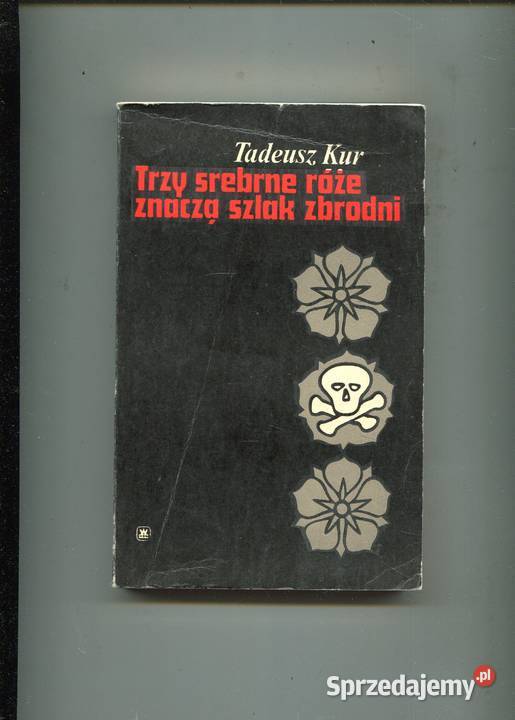 Tadeusz Kur
Trzy srebrne róże
znaczą szlak zbrodni
Sprzedajemy.pl